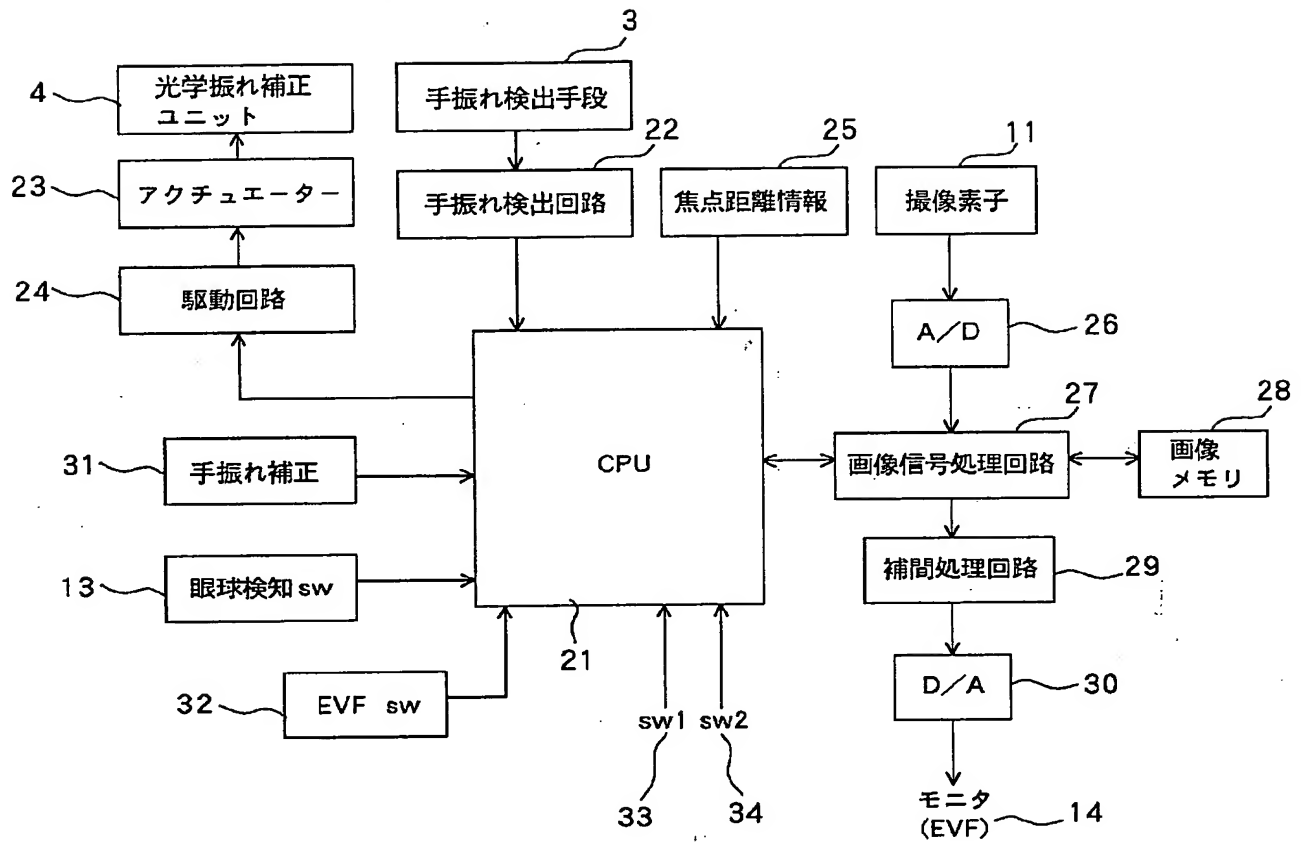 3
4
光学振れ補正
ユニット
手振れ検出手段
22
25
11
23
アクチュエーター
手振れ検出回路
焦点距離情報
撮像素子
24
駆動回路
A/D
26
27
28
31
手振れ補正
CPU
画像信号処理回路
画像
メモリ
13
眼球検知sw
補間処理回路
29
21
32
EVF sw
D/A
30
sw1 sw2
33
34
モニタ
(EVF)
14